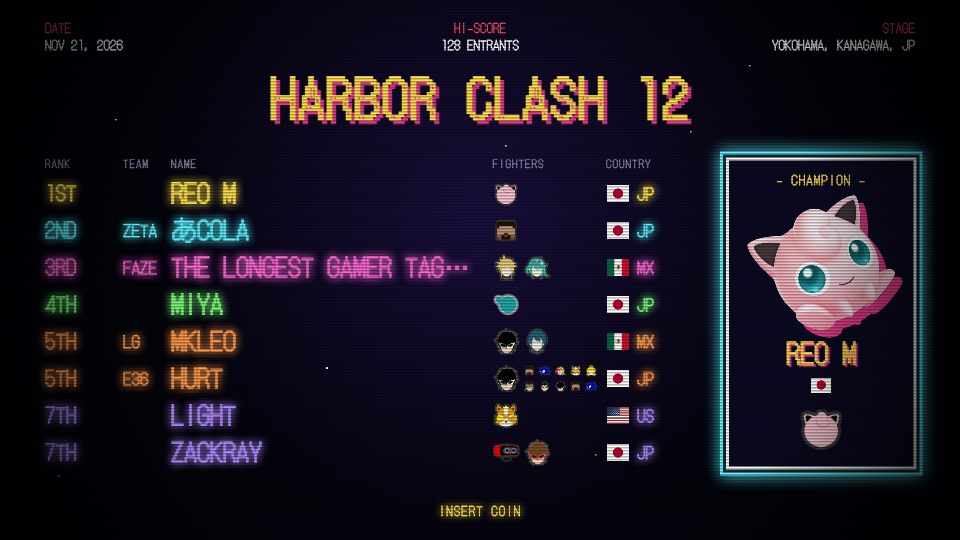 DATE
NOV 21, 2026
HI-SCORE
128 ENTRANTS
STAGE
YOKOHAMA, KANAGAWA, JP
HARBOR CLASH 12
RANK TEAM NAME FIGHTERS COUNTRY
1ST REO M JP
2ND ZETA あCOLA JP
3RD FAZE THE LONGEST GAMER TAG… MX
4TH MIYA JP
5TH LG MKLEO MX
5TH E36 HURT JP
7TH LIGHT US
7TH ZACKRAY JP
- CHAMPION -
REO M
INSERT COIN